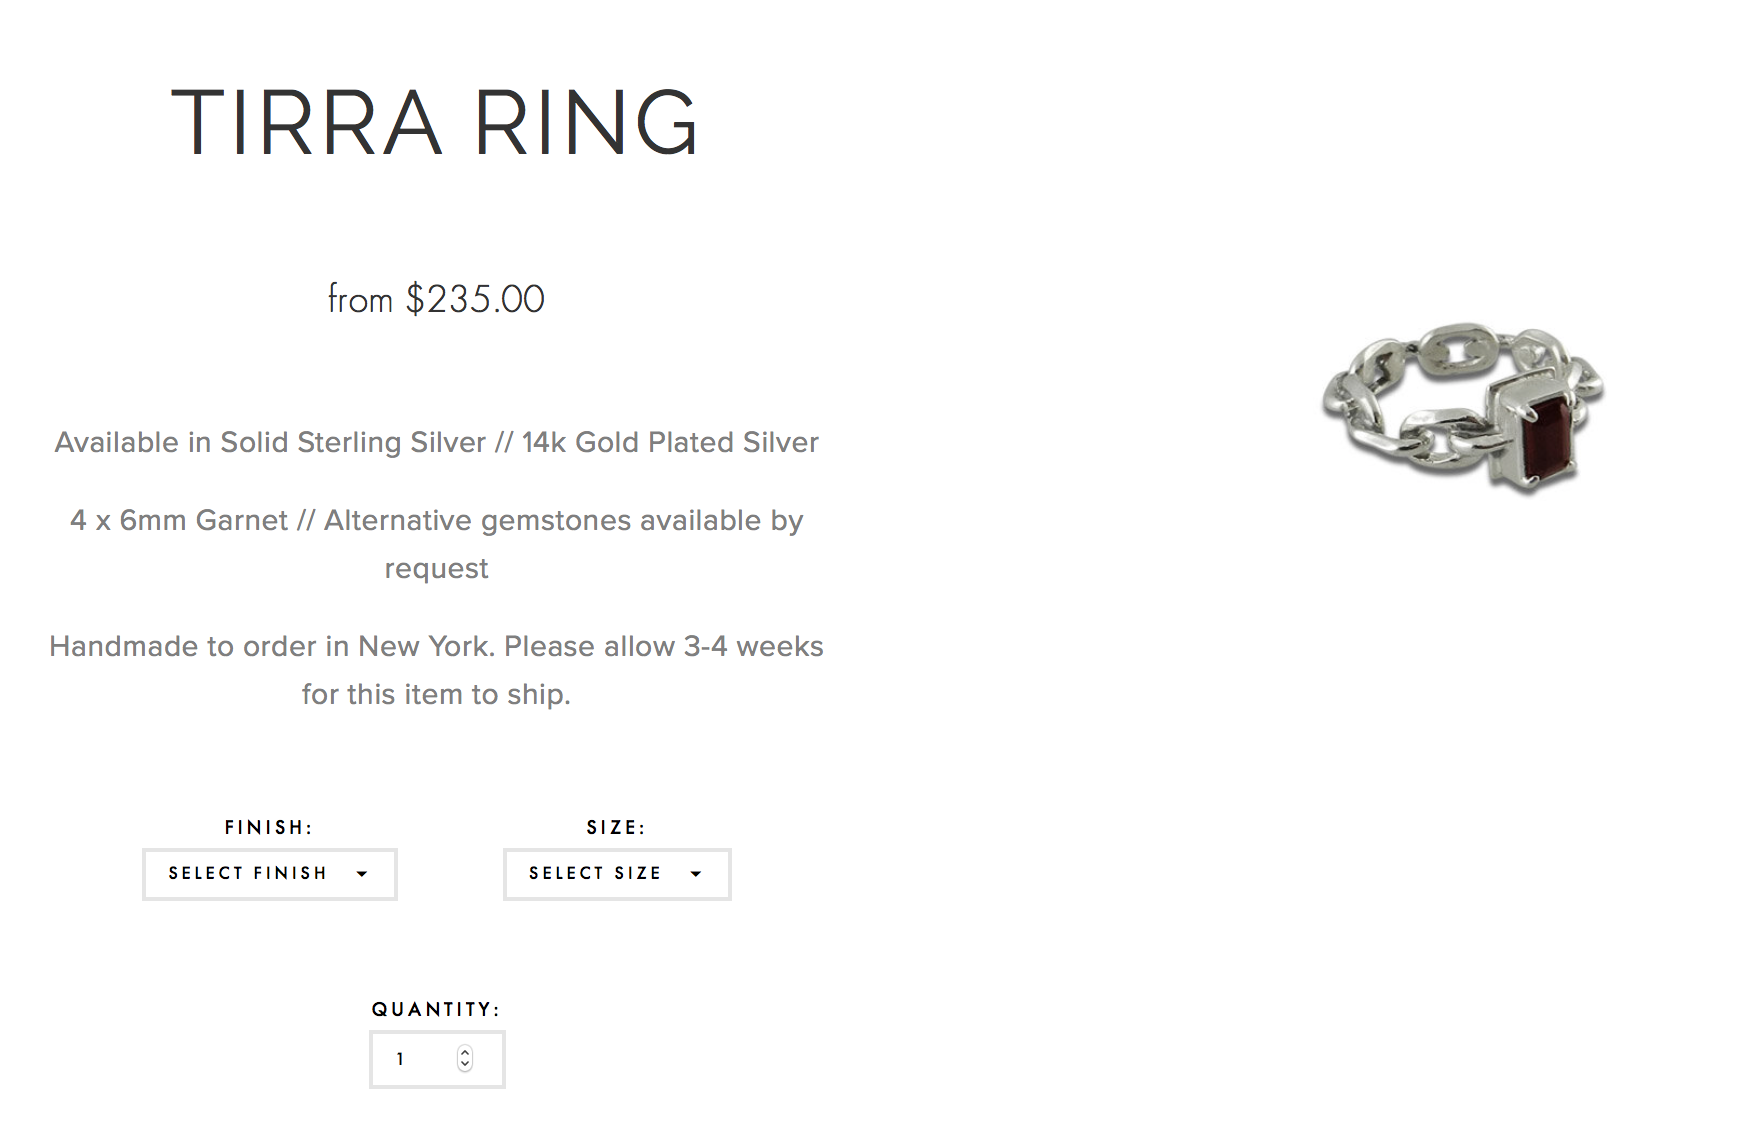 TIRRA RING
from $235.00
Available in Solid Sterling Silver // 14k Gold Plated Silver
4 x 6mm Garnet // Alternative gemstones available by
request
Handmade to order in New York. Please allow 3-4 weeks
for this item to ship.
FINISH: SIZE:
SELECT FINISH SELECT SIZE
QUANTITY:
1